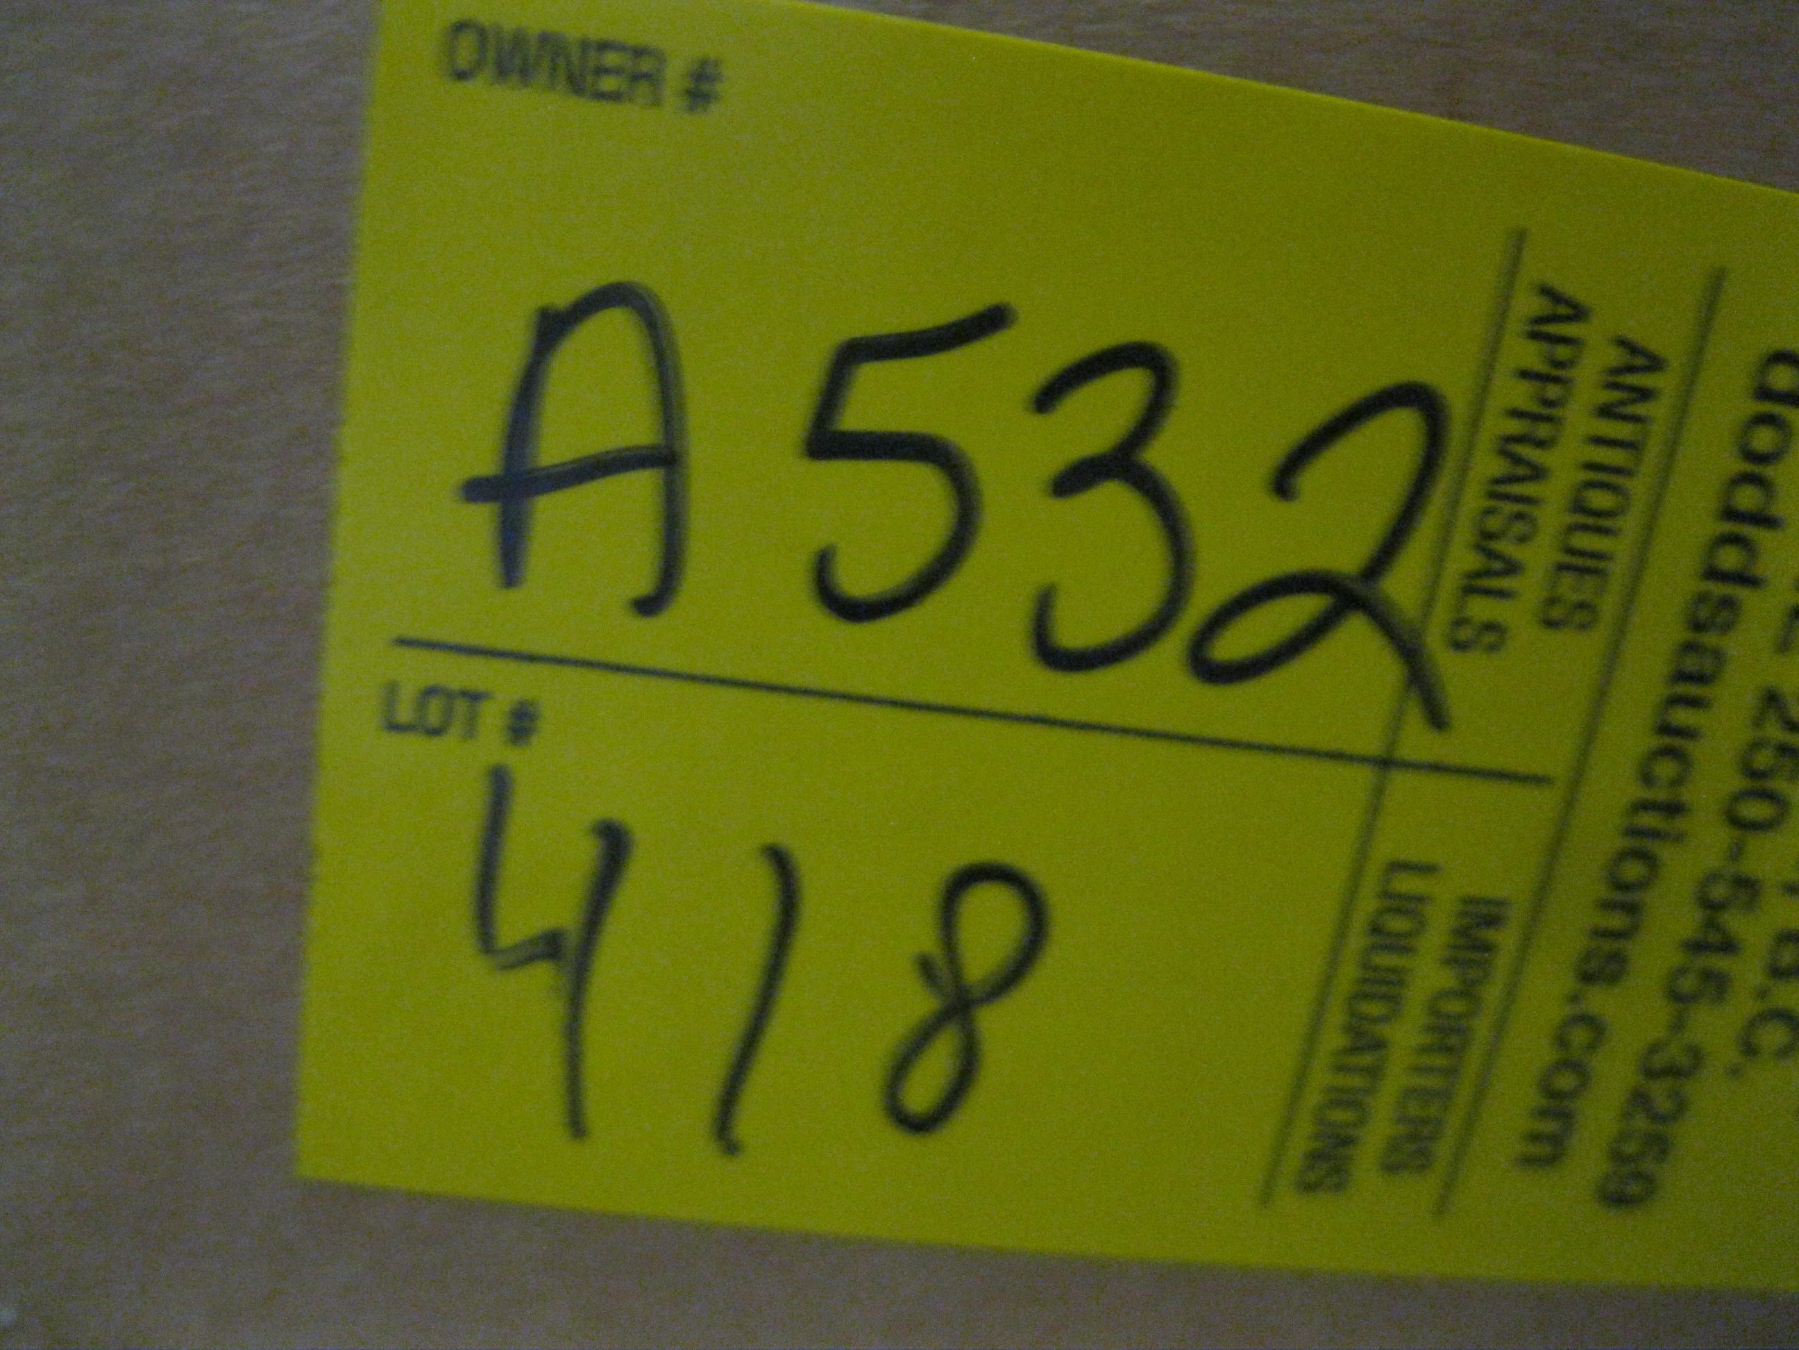 OWNER #
A532
LOT #
418
ANTIQUES
APPRAISALS
IMPORTERS
LIQUIDATIONS
doddsauctions.com
250-545-3259
B.C.